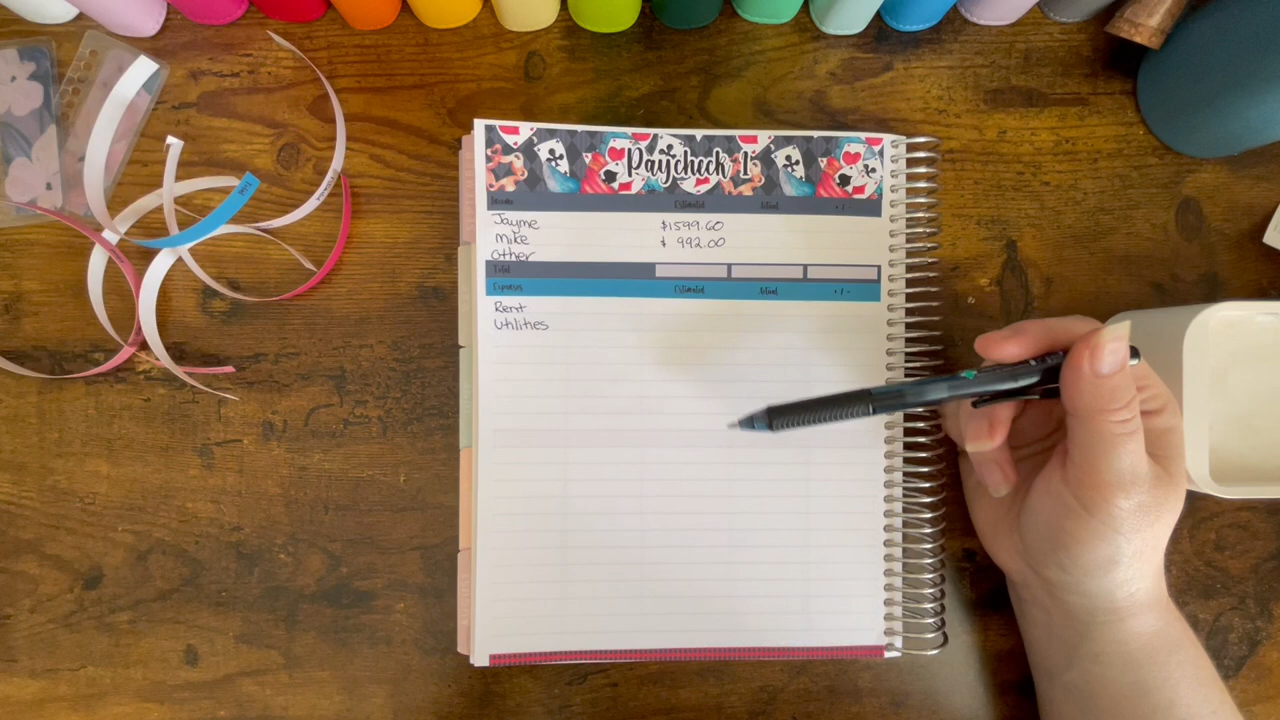 Paycheck 1
Income Estimated Actual + / -
Jayme $1599.60
Mike $ 992.00
Other
Total
Expenses Estimated Actual + / -
Rent
Utilities